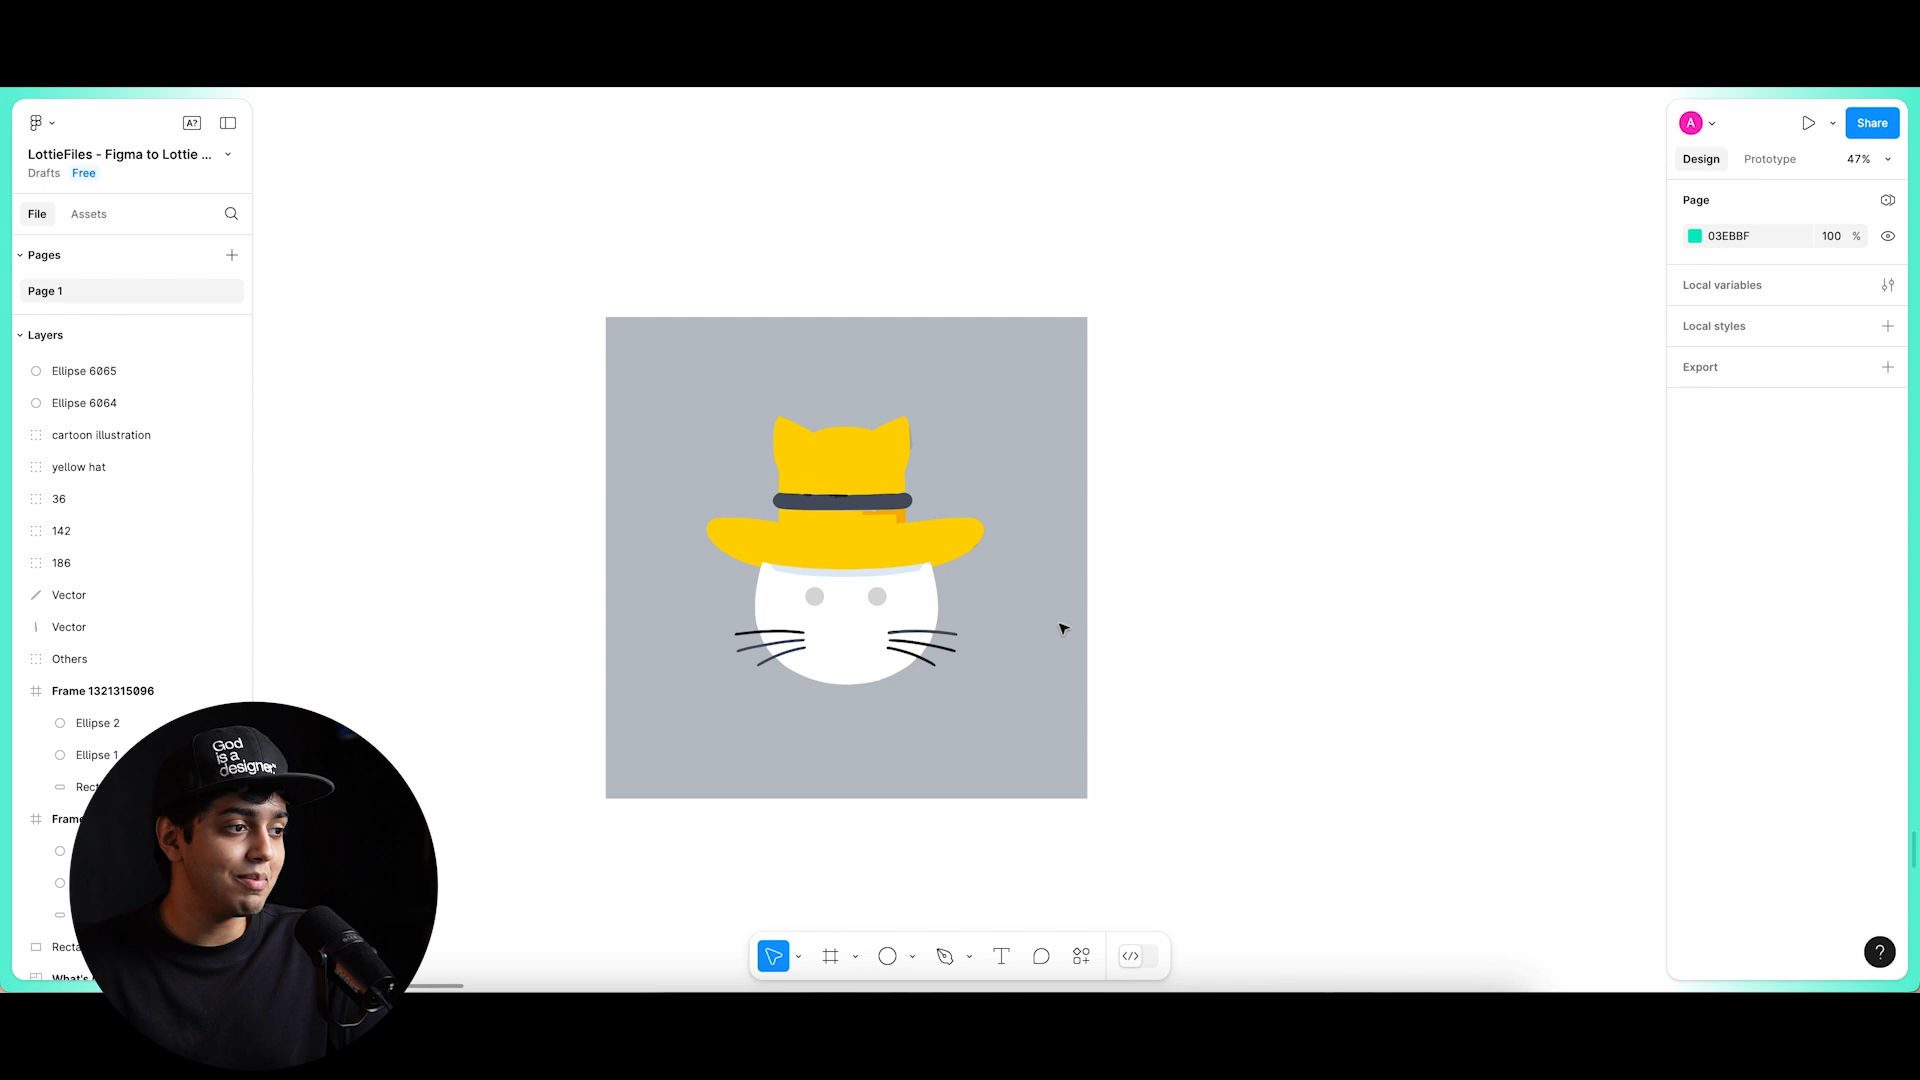 A?
LottieFiles - Figma to Lottie ...
Drafts Free
File Assets
Pages
Page 1
Layers
Ellipse 6065
Ellipse 6064
cartoon illustration
yellow hat
36
142
186
Vector
Vector
Others
Frame 1321315096
Ellipse 2
Ellipse 1
God
is a
designer.
A
Share
Design Prototype 47%
Page
03EBBF 100 %
Local variables
Local styles
Export
?